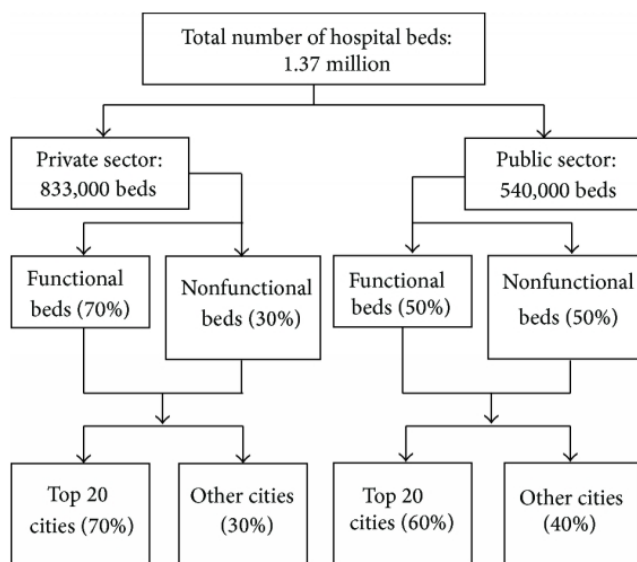 Total number of hospital beds:
1.37 million
Private sector:
833,000 beds
Public sector:
540,000 beds
Functional
beds (70%)
Nonfunctional
beds (30%)
Functional
beds (50%)
Nonfunctional
beds (50%)
Top 20
cities (70%)
Other cities
(30%)
Top 20
cities (60%)
Other cities
(40%)